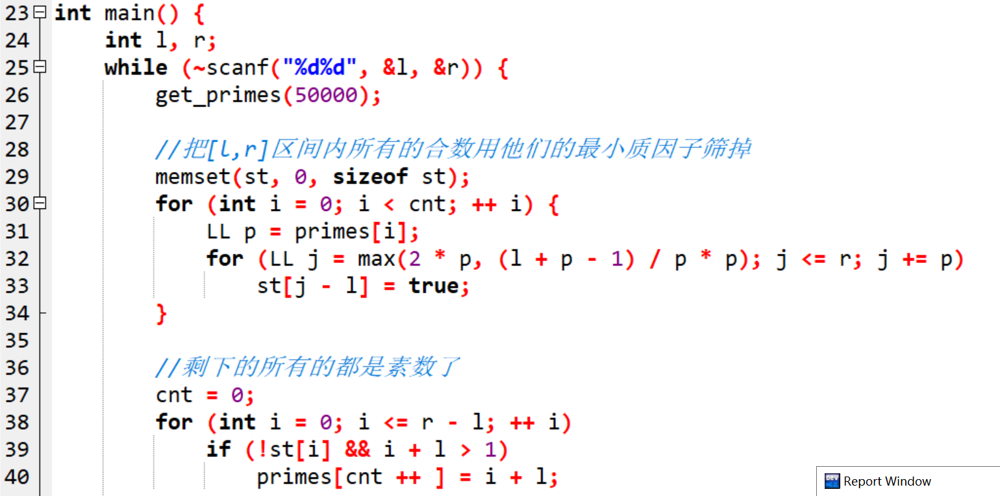 23 int main() {
24     int l, r;
25     while (~scanf("%d%d", &l, &r)) {
26         get_primes(50000);
27
28         //把[l,r]区间内所有的合数用他们的最小质因子筛掉
29         memset(st, 0, sizeof st);
30         for (int i = 0; i < cnt; ++ i) {
31             LL p = primes[i];
32             for (LL j = max(2 * p, (l + p - 1) / p * p); j <= r; j += p)
33                 st[j - l] = true;
34         }
35
36         //剩下的所有的都是素数了
37         cnt = 0;
38         for (int i = 0; i <= r - l; ++ i)
39             if (!st[i] && i + l > 1)
40                 primes[cnt ++ ] = i + l;
DEV
Report Window